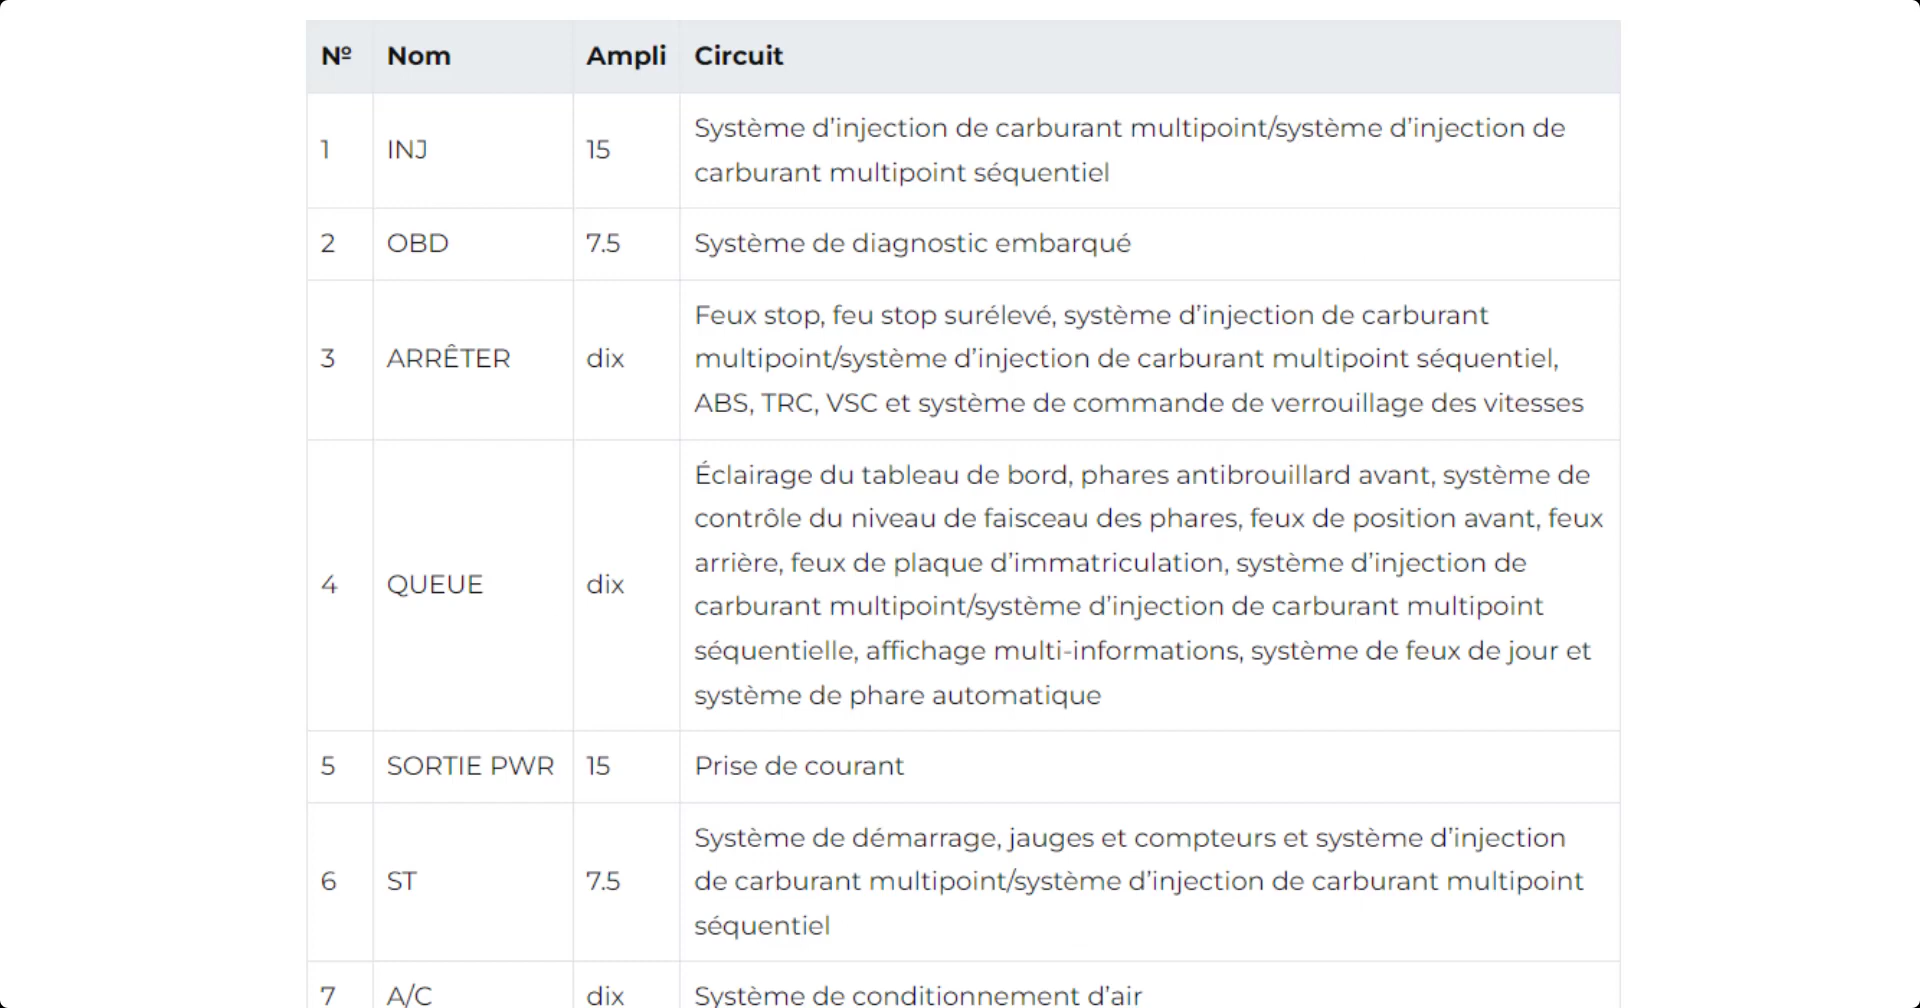 Nº Nom Ampli Circuit
1 INJ 15 Système d’injection de carburant multipoint/système d’injection de
carburant multipoint séquentiel
2 OBD 7.5 Système de diagnostic embarqué
3 ARRÊTER dix Feux stop, feu stop surélevé, système d’injection de carburant
multipoint/système d’injection de carburant multipoint séquentiel,
ABS, TRC, VSC et système de commande de verrouillage des vitesses
4 QUEUE dix Éclairage du tableau de bord, phares antibrouillard avant, système de
contrôle du niveau de faisceau des phares, feux de position avant, feux
arrière, feux de plaque d’immatriculation, système d’injection de
carburant multipoint/système d’injection de carburant multipoint
séquentielle, affichage multi-informations, système de feux de jour et
système de phare automatique
5 SORTIE PWR 15 Prise de courant
6 ST 7.5 Système de démarrage, jauges et compteurs et système d’injection
de carburant multipoint/système d’injection de carburant multipoint
séquentiel
7 A/C dix Système de conditionnement d’air